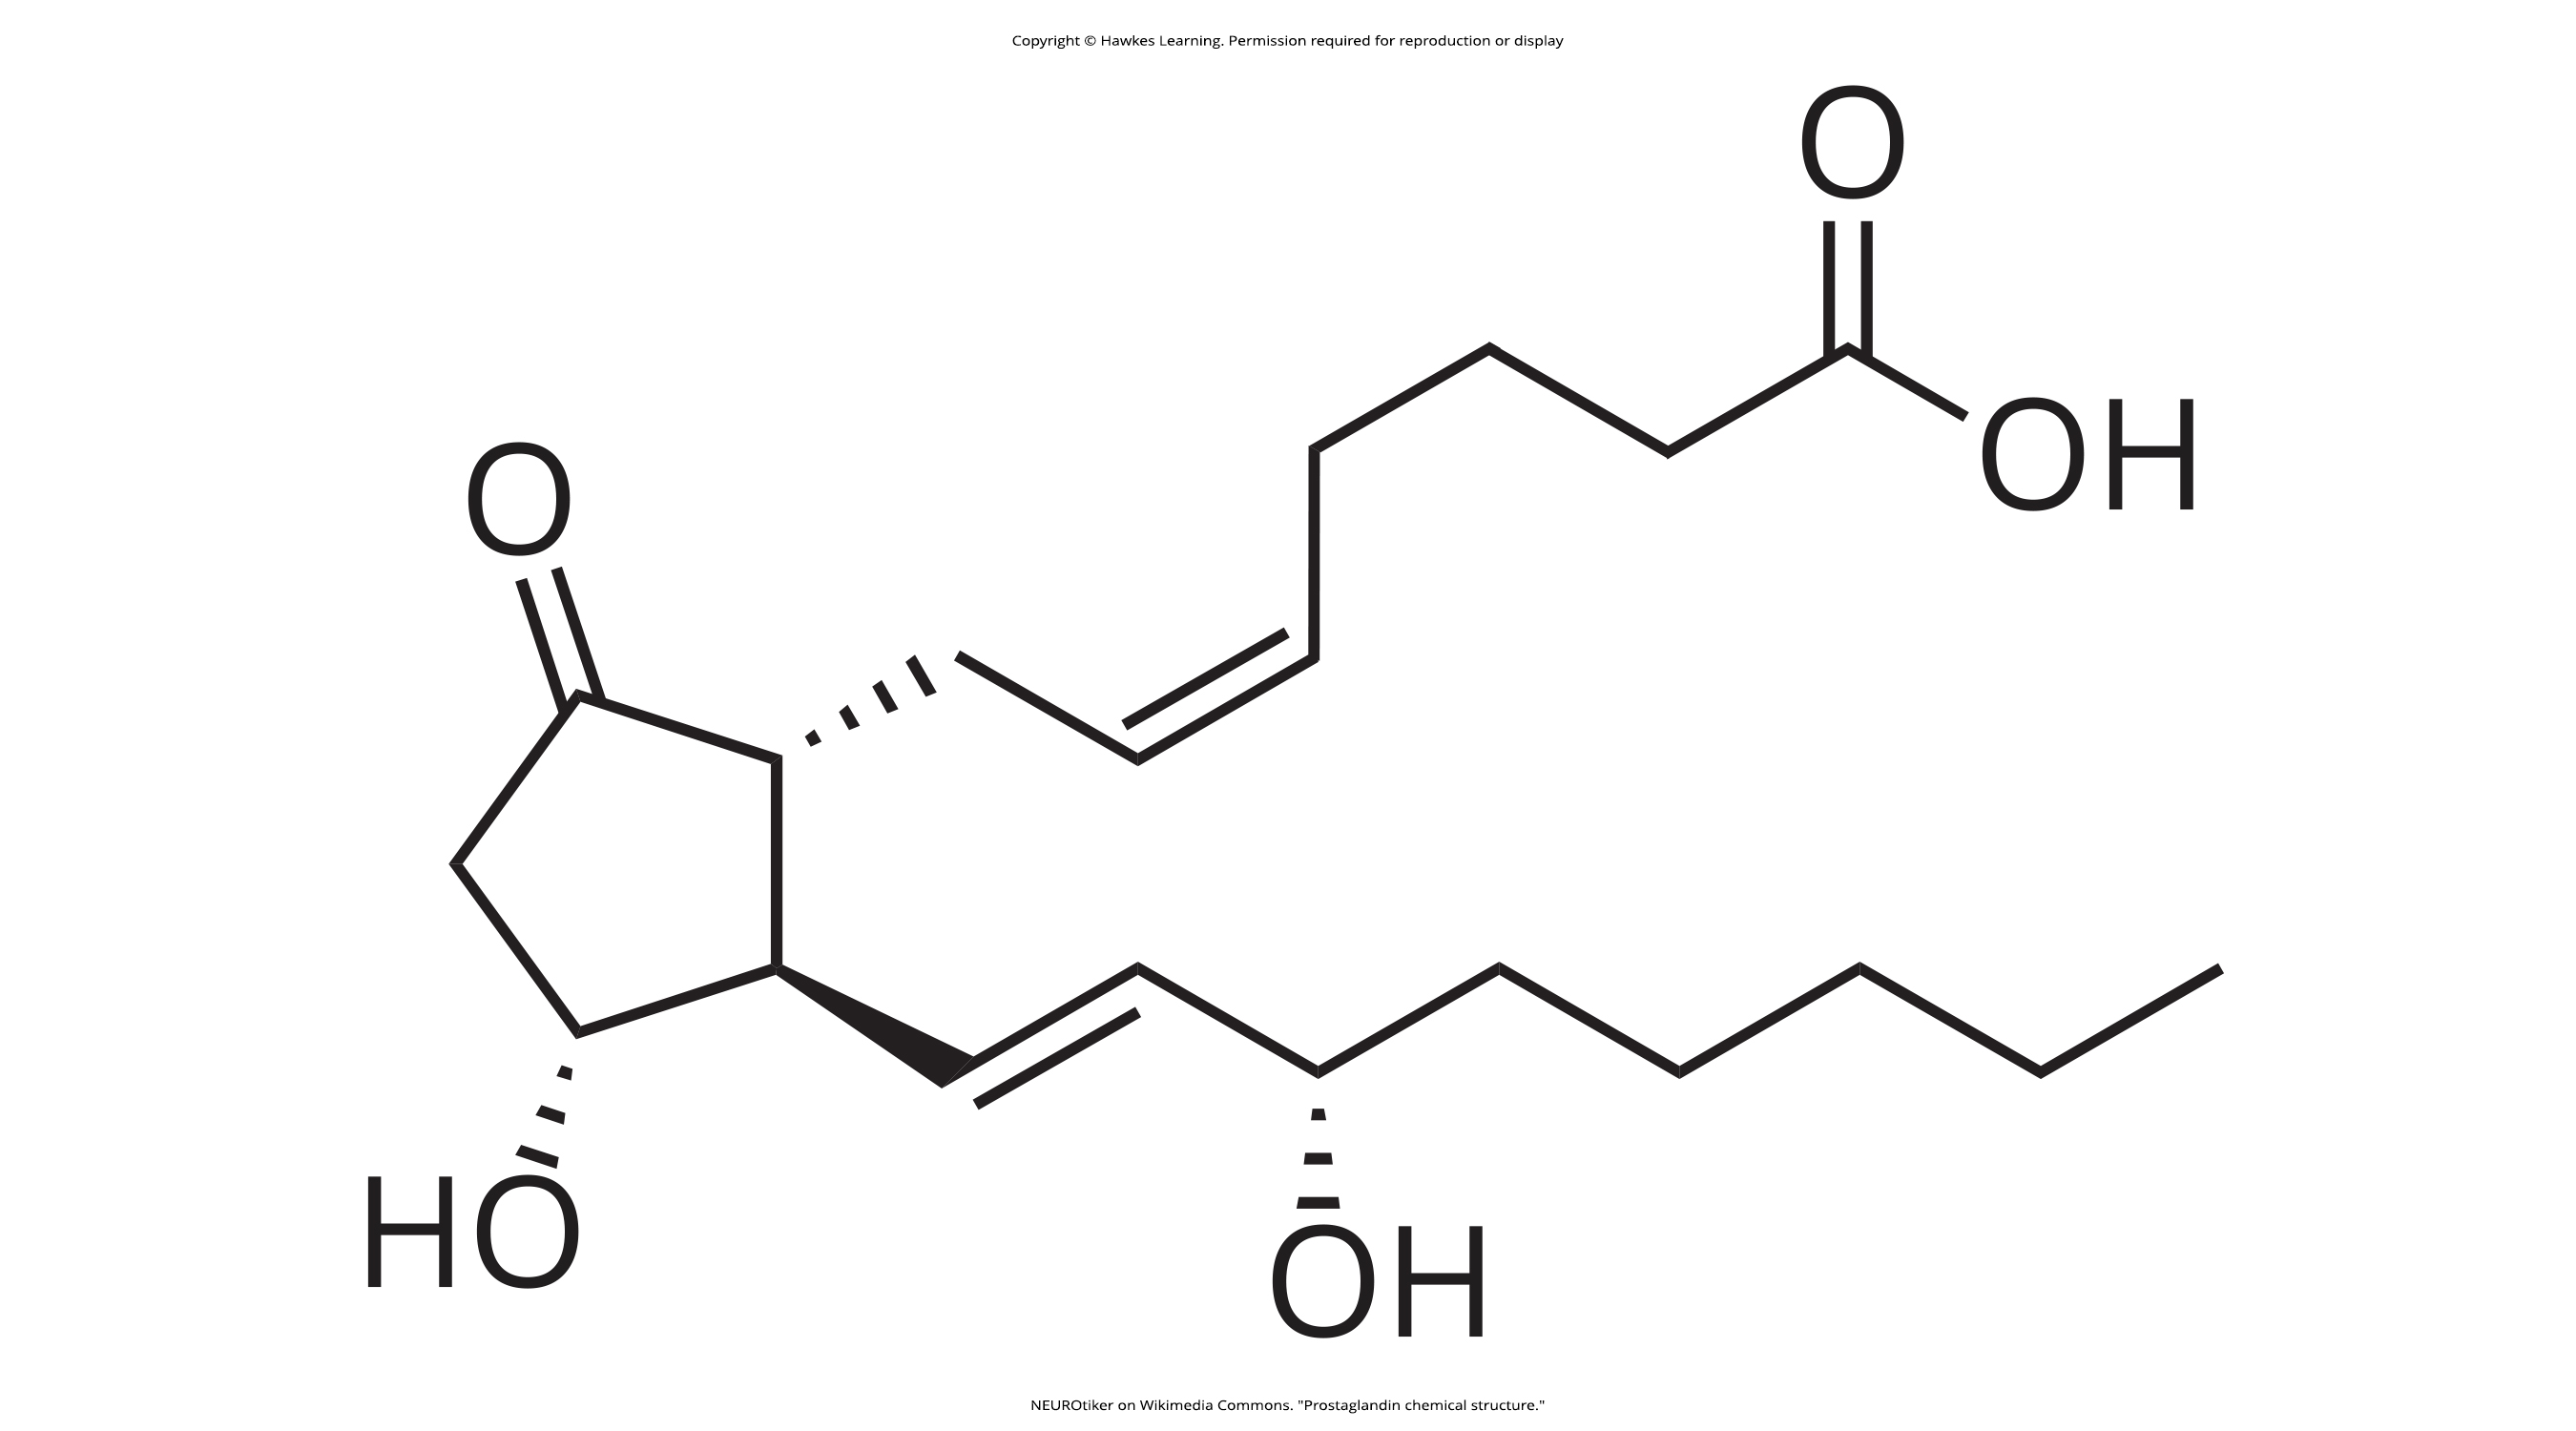 Copyright © Hawkes Learning. Permission required for reproduction or display
O
OH
O
HO
OH
NEUROtiker on Wikimedia Commons. "Prostaglandin chemical structure."